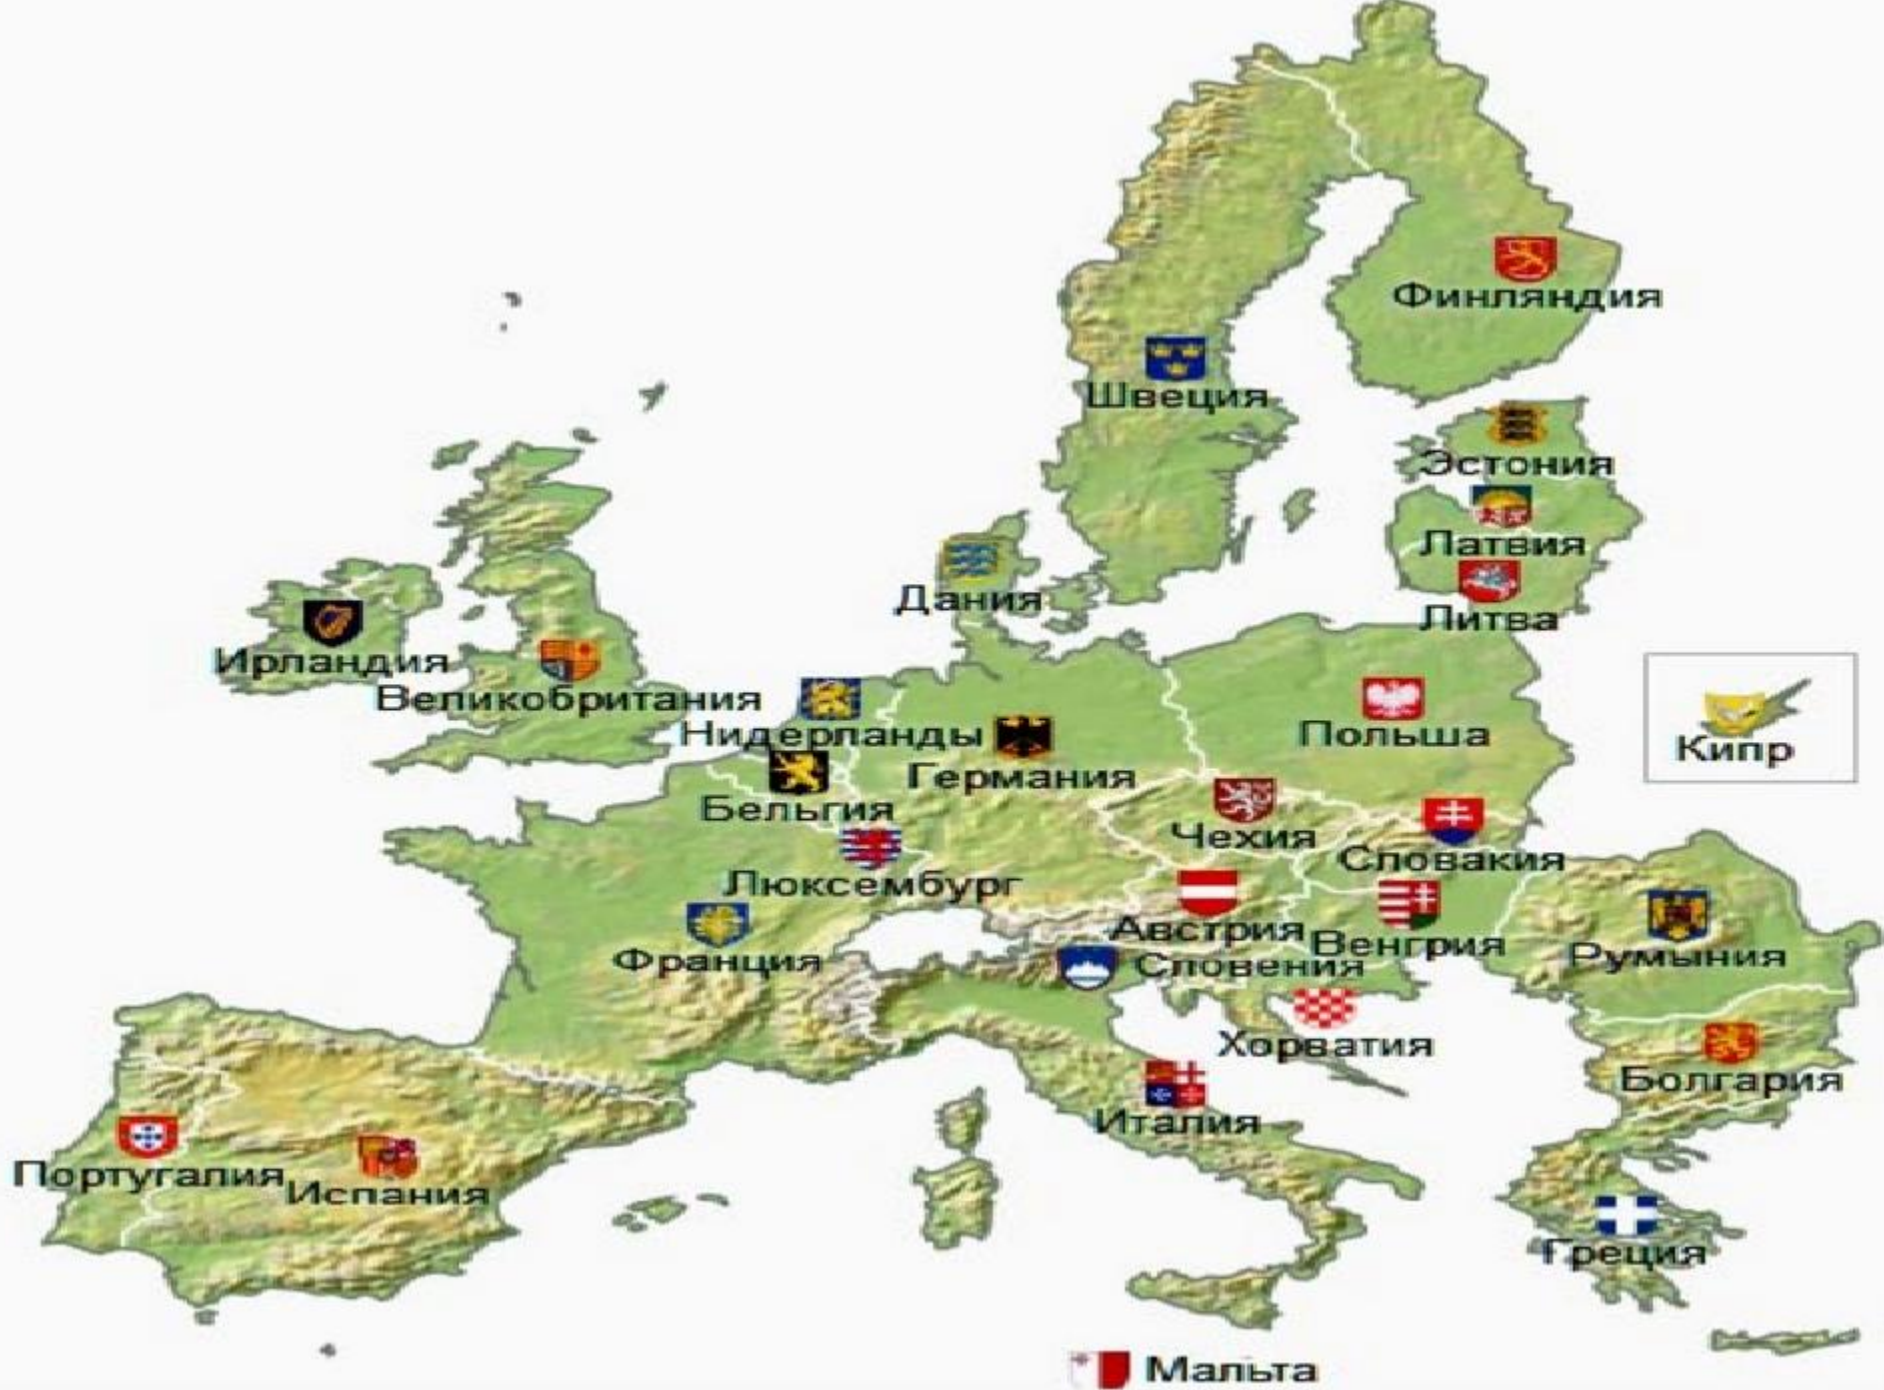 Финляндия
Швеция
Эстония
Латвия
Дания
Литва
Ирландия
Великобритания
Нидерланды
Польша
Кипр
Германия
Бельгия
Чехия
Словакия
Люксембург
Австрия
Венгрия
Франция
Словения
Румыния
Хорватия
Болгария
Италия
Португалия
Испания
Греция
Мальта